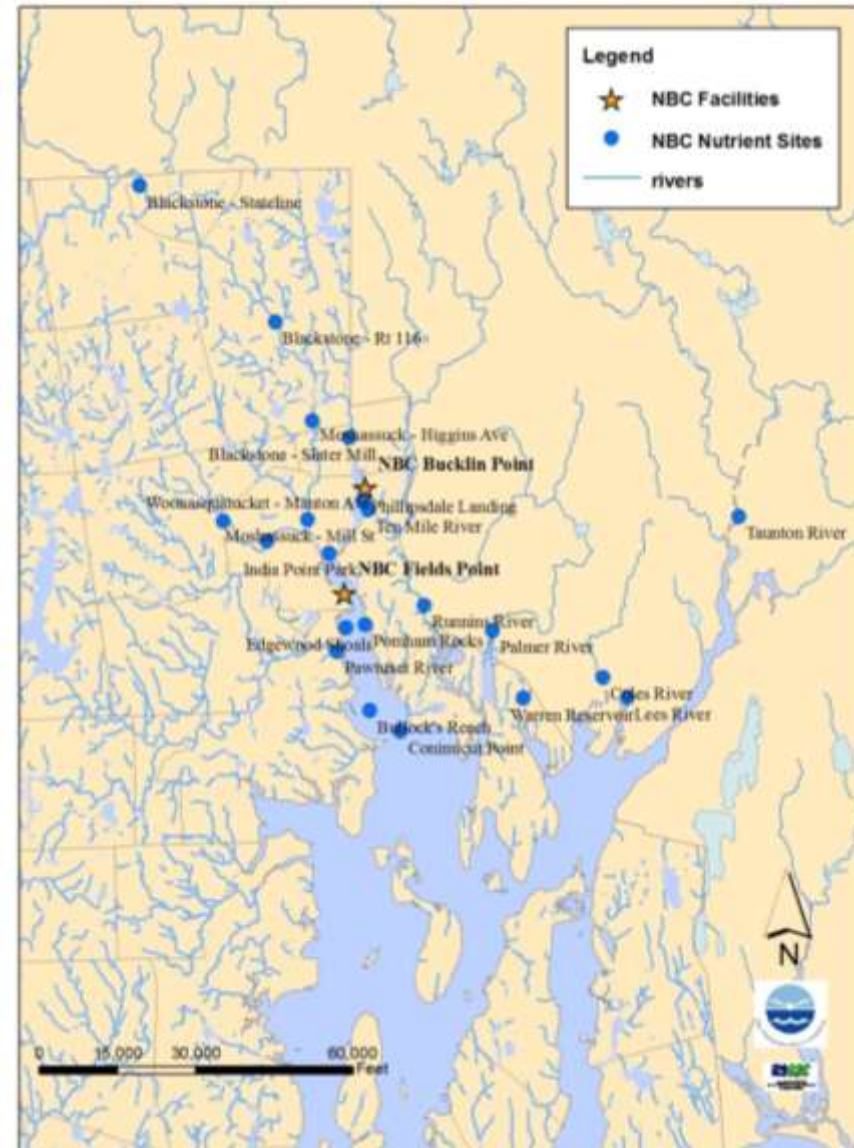 Legend
NBC Facilities
NBC Nutrient Sites
rivers
Blackstone - Stateline
Blackstone - Rt 116
Moshassuck - Higgins Ave
Blackstone - Slater Mill
NBC Bucklin Point
Woonasquatucket - Manton
Phillipsdale Landing
Ten Mile River
Taunton River
Moshassuck - Mill St
India Point Park
NBC Fields Point
Runnins River
Edgewood Shoals
Pomham Rocks
Palmer River
Pawtuxet River
Coles River
Warren Reservoir
Lees River
Bullock's Reach
Conimicut Point
N
0 15,000 30,000 60,000
Feet